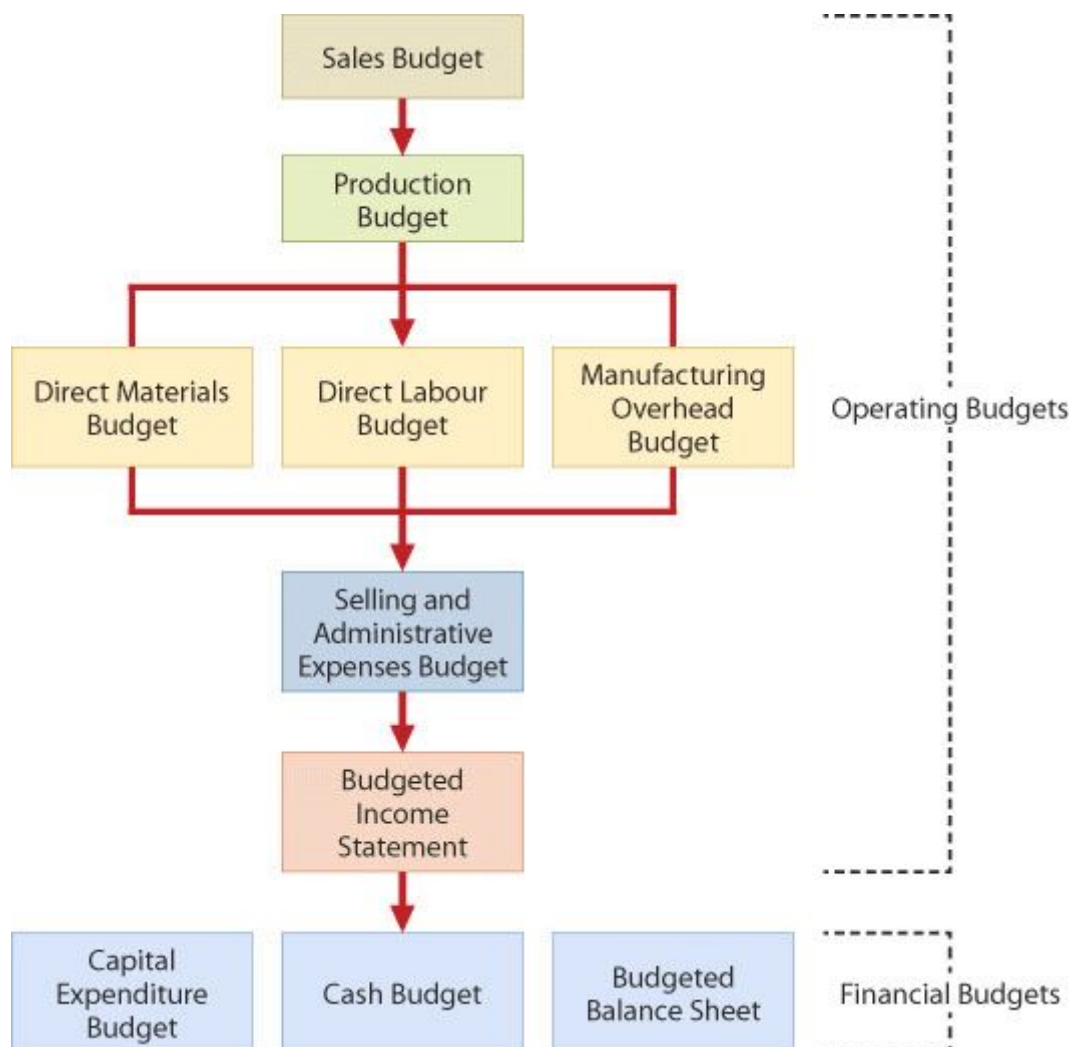 Sales Budget
Production
Budget
Direct Materials
Budget
Direct Labour
Budget
Manufacturing
Overhead
Budget
Operating Budgets
Selling and
Administrative
Expenses Budget
Budgeted
Income
Statement
Capital
Expenditure
Budget
Cash Budget
Budgeted
Balance Sheet
Financial Budgets